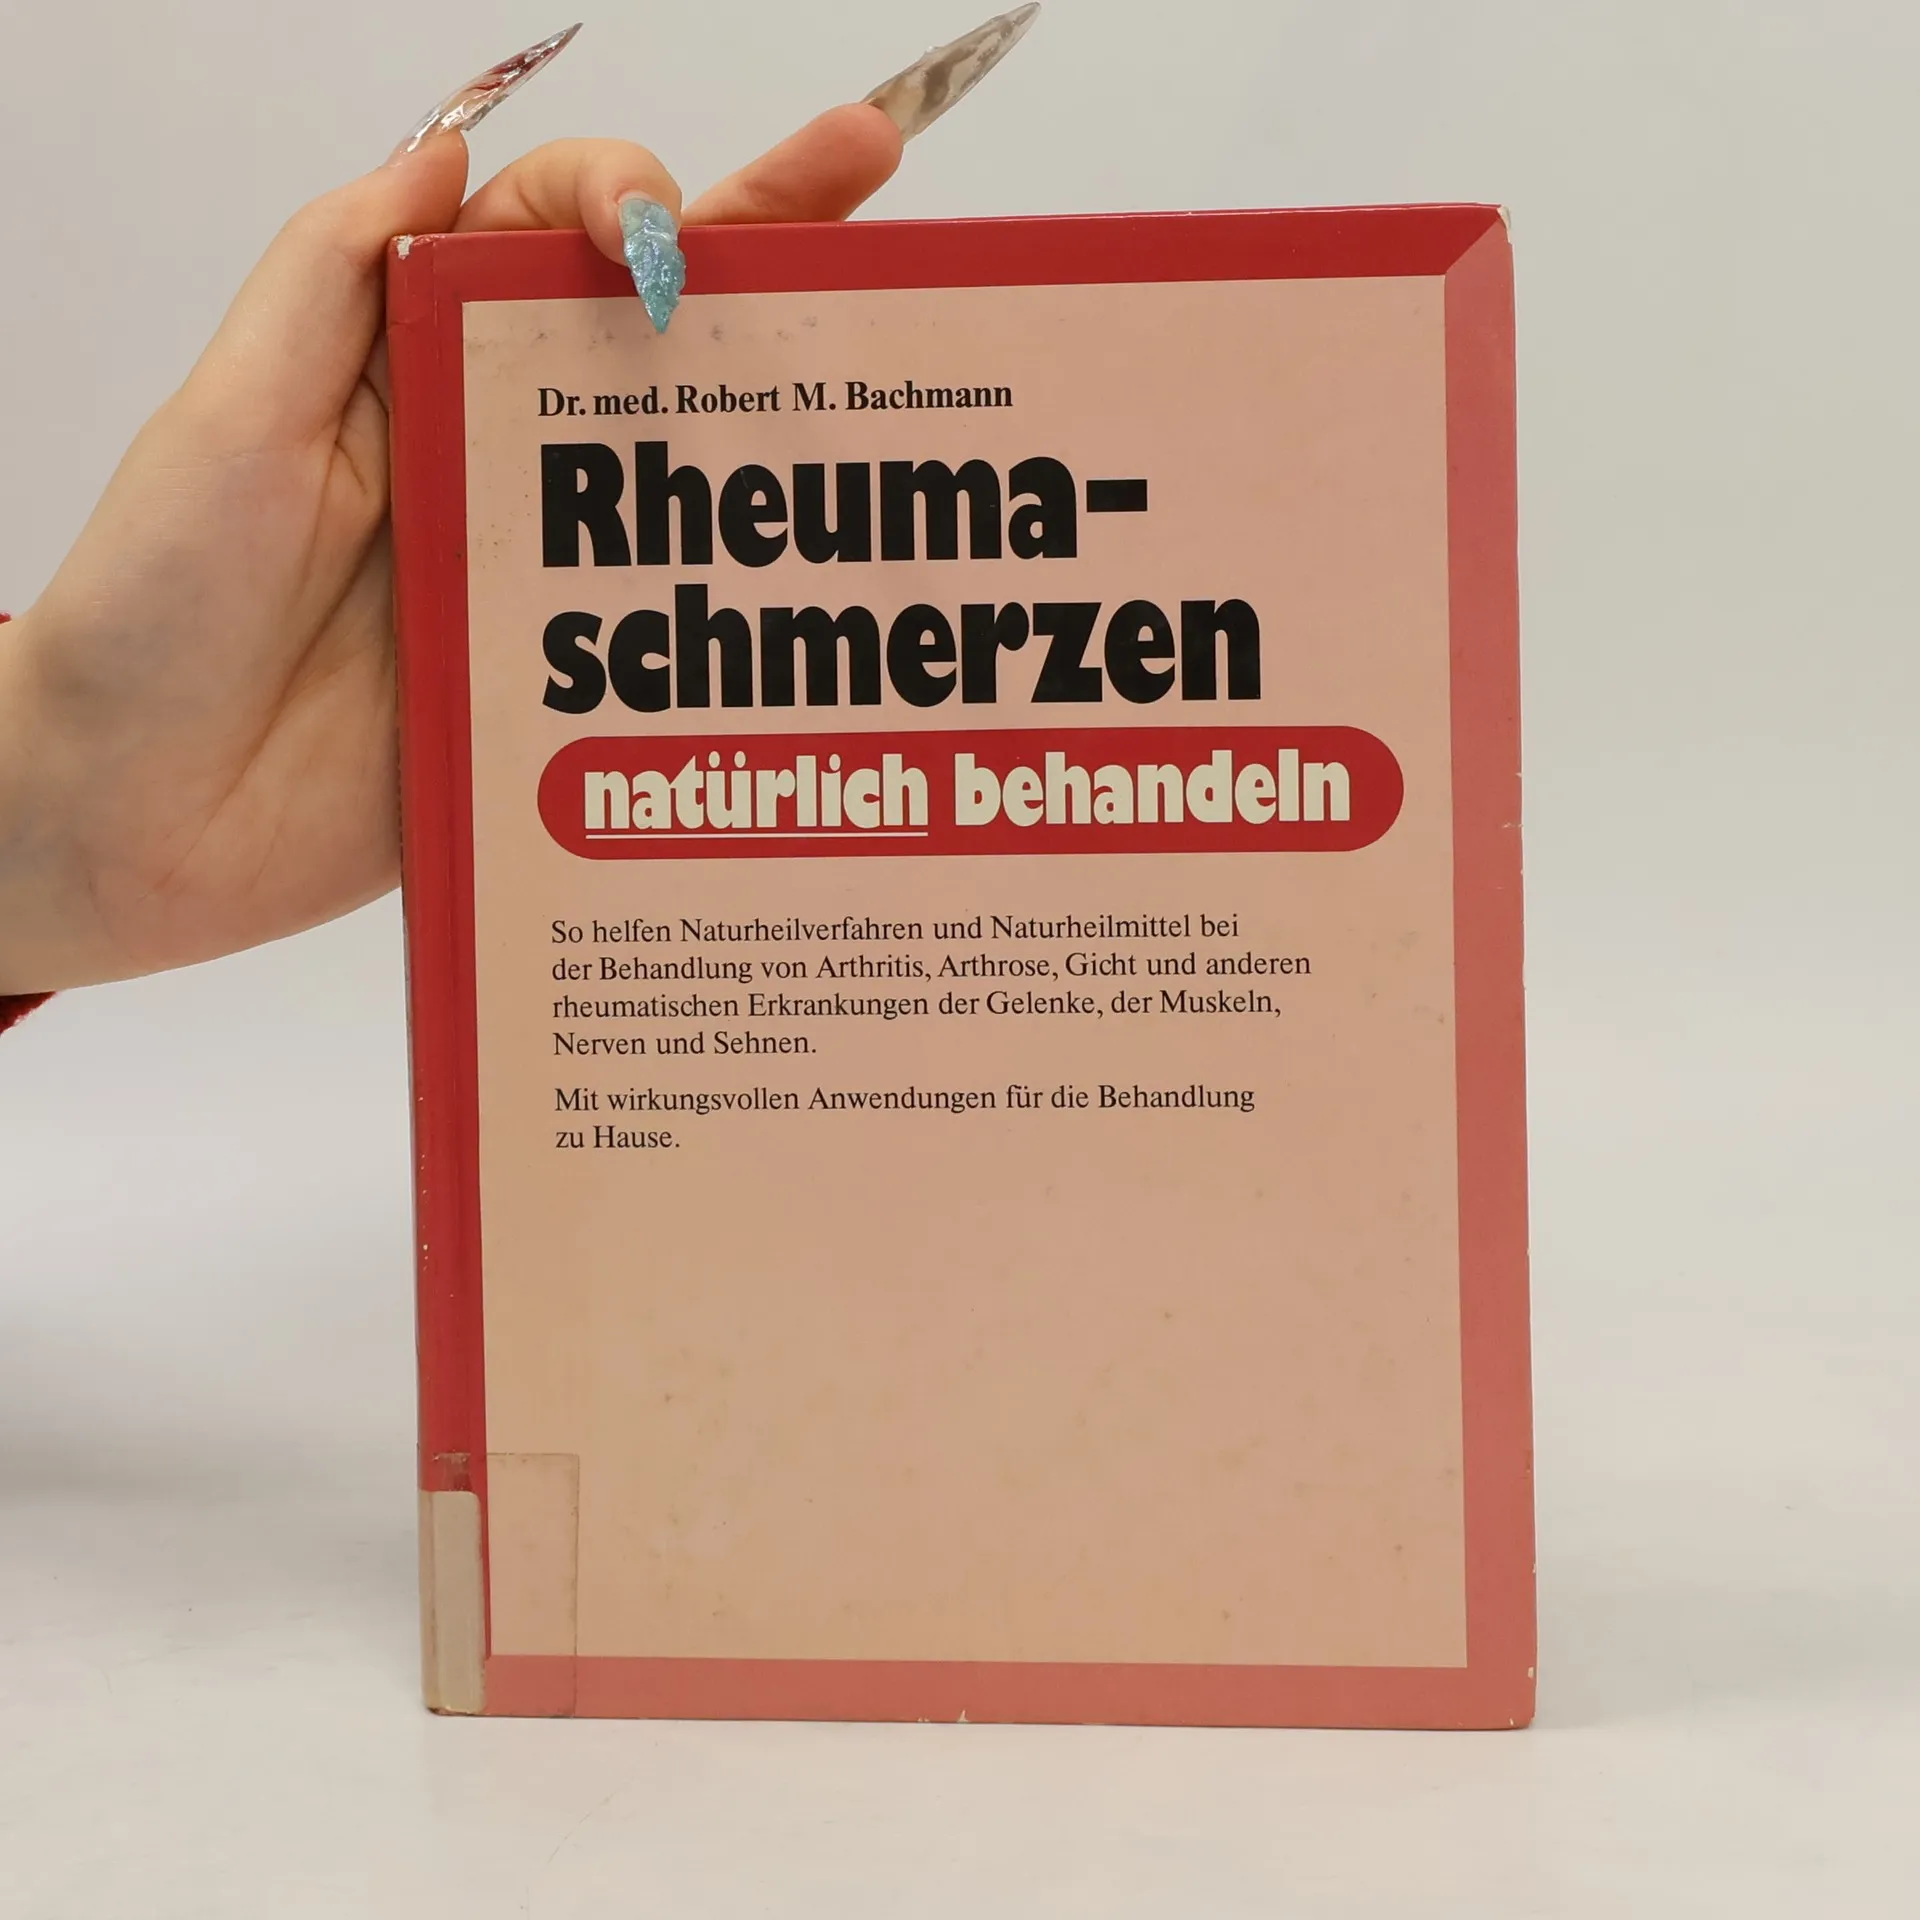 Dr. med. Robert M. Bachmann
Rheuma-
schmerzen
natürlich behandeln
So helfen Naturheilverfahren und Naturheilmittel bei
der Behandlung von Arthritis, Arthrose, Gicht und anderen
rheumatischen Erkrankungen der Gelenke, der Muskeln,
Nerven und Sehnen.
Mit wirkungsvollen Anwendungen für die Behandlung
zu Hause.